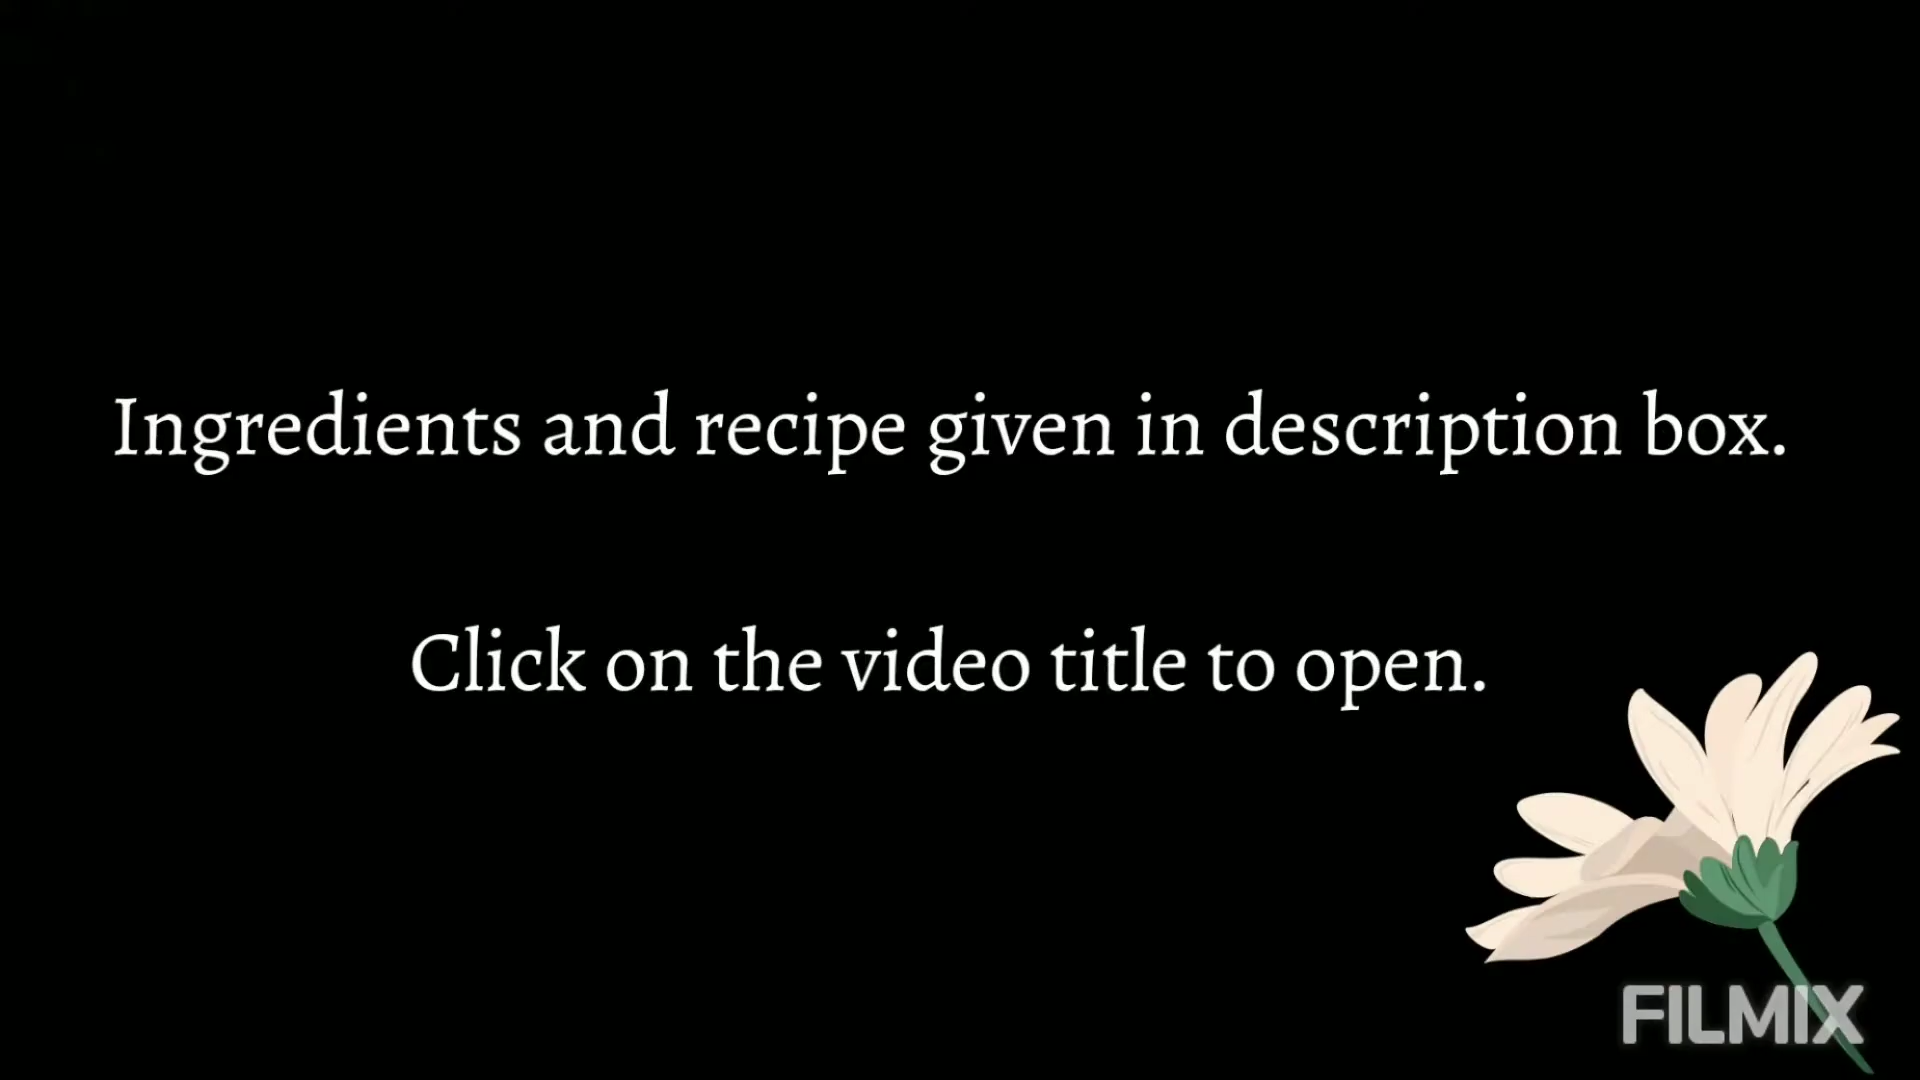 Ingredients and recipe given in description box.
Click on the video title to open.
FILMIX